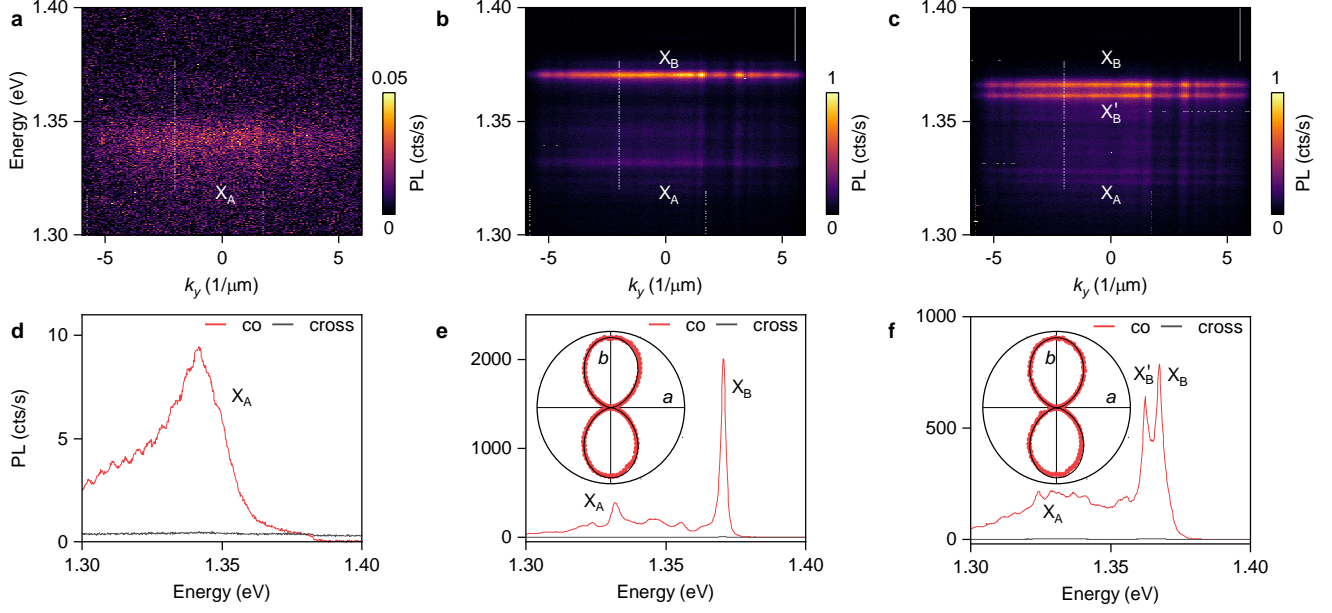 a
b
c
1.40
1.35
1.30
Energy (eV)
X_A
-5
0
5
k_y (1/μm)
0.05
0
PL (cts/s)
1.40
1.35
1.30
X_B
X_A
-5
0
5
k_y (1/μm)
1
0
PL (cts/s)
1.40
1.35
1.30
X_B
X'_B
X_A
-5
0
5
k_y (1/μm)
1
0
PL (cts/s)
d
co cross
10
5
0
PL (cts/s)
X_A
1.30
1.35
1.40
Energy (eV)
e
co cross
2000
1000
0
b
a
X_B
X_A
1.30
1.35
1.40
Energy (eV)
f
co cross
1000
500
0
b
a
X'_B
X_B
X_A
1.30
1.35
1.40
Energy (eV)